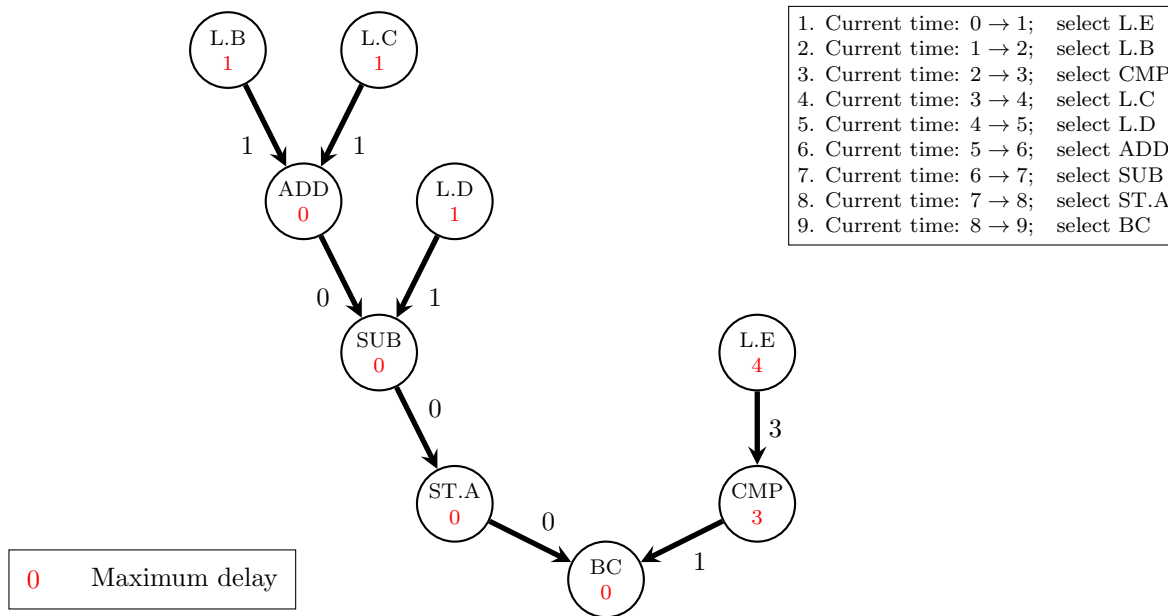 L.B
1
L.C
1
1. Current time: 0 → 1; select L.E
2. Current time: 1 → 2; select L.B
3. Current time: 2 → 3; select CMP
4. Current time: 3 → 4; select L.C
5. Current time: 4 → 5; select L.D
6. Current time: 5 → 6; select ADD
7. Current time: 6 → 7; select SUB
8. Current time: 7 → 8; select ST.A
9. Current time: 8 → 9; select BC
1
1
ADD
0
L.D
1
0
1
SUB
0
L.E
4
0
3
ST.A
0
CMP
3
0
1
BC
0
0 Maximum delay